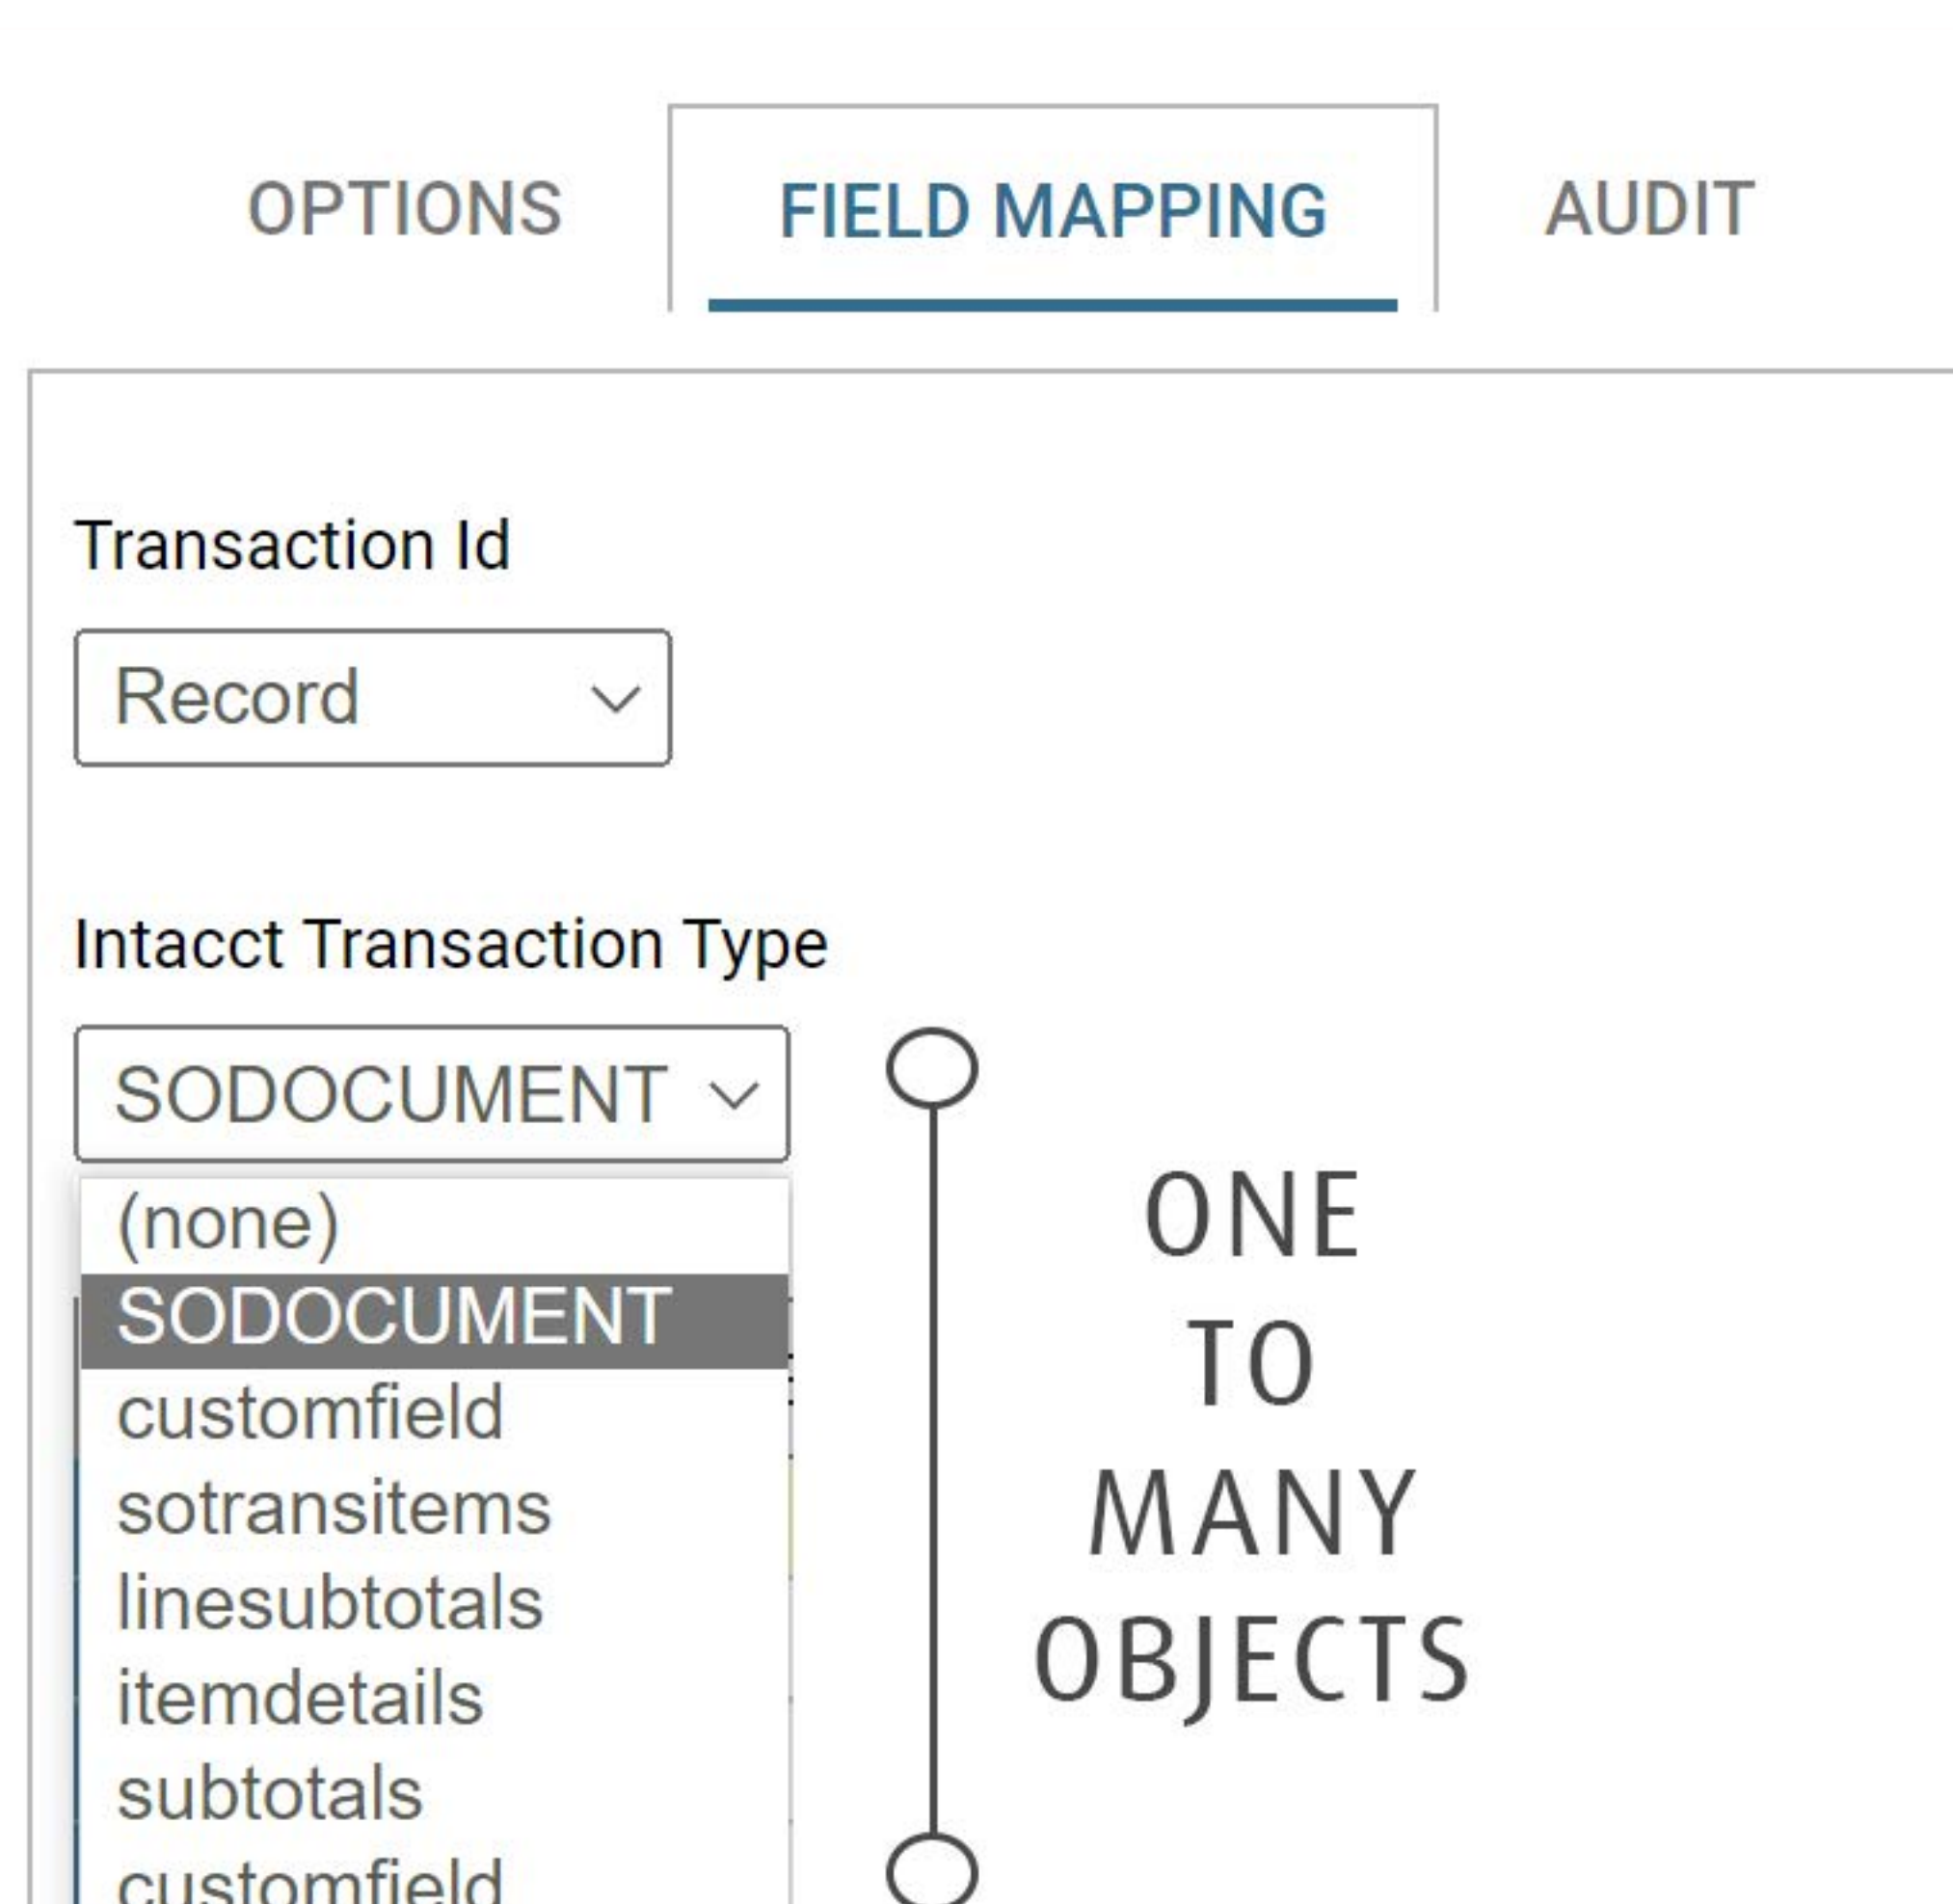 OPTIONS FIELD MAPPING AUDIT
Transaction Id
Record
Intacct Transaction Type
SODOCUMENT
(none)
SODOCUMENT
customfield
sotransitems
linesubtotals
itemdetails
subtotals
customfield
ONE
TO
MANY
OBJECTS